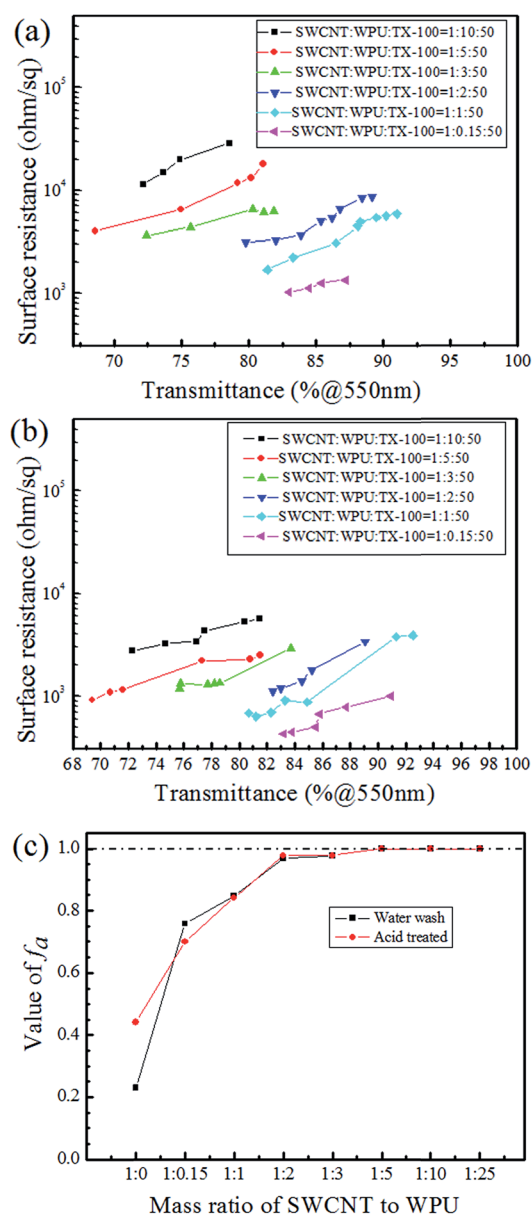 (a)
SWCNT:WPU:TX-100=1:10:50
SWCNT:WPU:TX-100=1:5:50
SWCNT:WPU:TX-100=1:3:50
SWCNT:WPU:TX-100=1:2:50
SWCNT:WPU:TX-100=1:1:50
SWCNT:WPU:TX-100=1:0.15:50
Surface resistance (ohm/sq)
10^5
10^4
10^3
70 75 80 85 90 95 100
Transmittance (%@550nm)
(b)
SWCNT:WPU:TX-100=1:10:50
SWCNT:WPU:TX-100=1:5:50
SWCNT:WPU:TX-100=1:3:50
SWCNT:WPU:TX-100=1:2:50
SWCNT:WPU:TX-100=1:1:50
SWCNT:WPU:TX-100=1:0.15:50
Surface resistance (ohm/sq)
10^5
10^4
10^3
68 70 72 74 76 78 80 82 84 86 88 90 92 94 96 98 100
Transmittance (%@550nm)
(c)
Water wash
Acid treated
Value of fa
1.0
0.8
0.6
0.4
0.2
0.0
1:0 1:0.15 1:1 1:2 1:3 1:5 1:10 1:25
Mass ratio of SWCNT to WPU